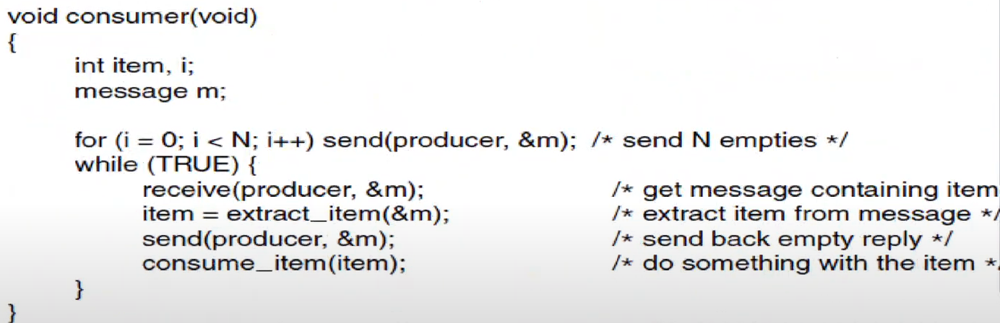 void consumer(void)
{
int item, i;
message m;
for (i = 0; i < N; i++) send(producer, &m); /* send N empties */
while (TRUE) {
receive(producer, &m); /* get message containing item
item = extract_item(&m); /* extract item from message */
send(producer, &m); /* send back empty reply */
consume_item(item); /* do something with the item *
}
}